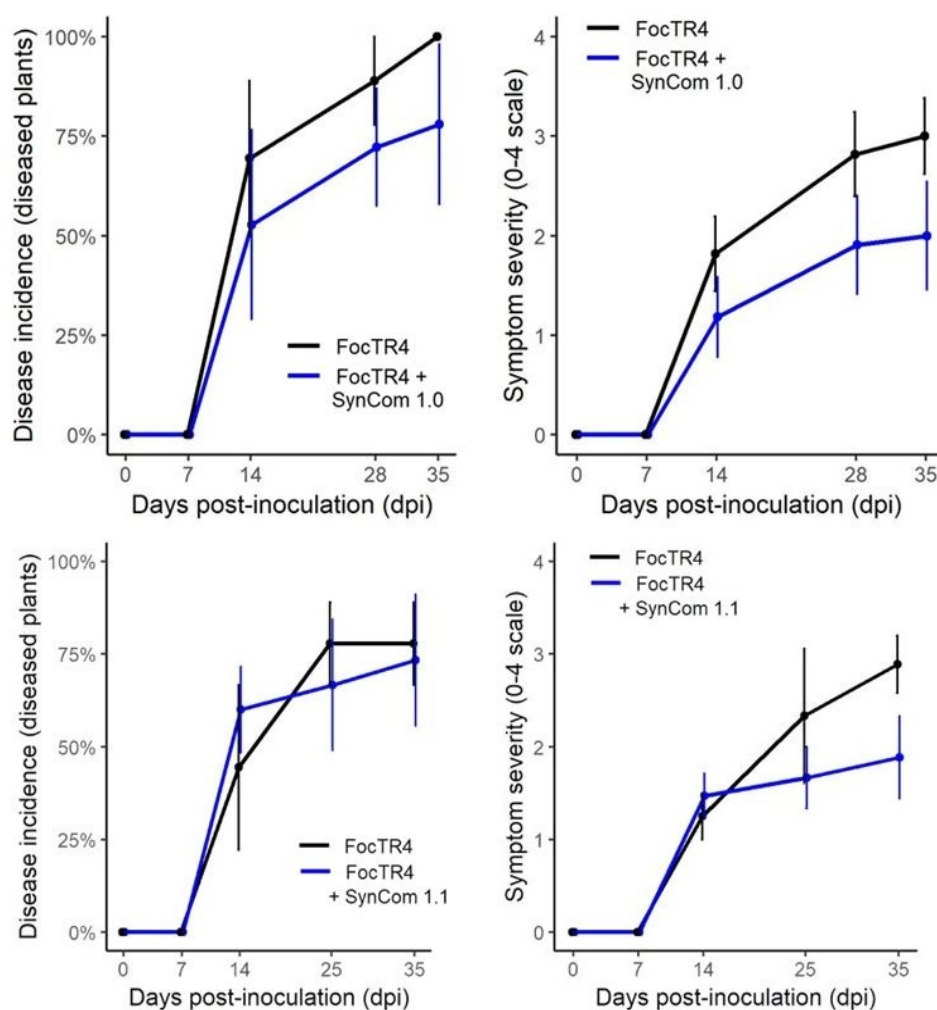 Disease incidence (diseased plants)
100%
75%
50%
25%
0%
FocTR4
FocTR4 +
SynCom 1.0
0 7 14 28 35
Days post-inoculation (dpi)
Symptom severity (0-4 scale)
4
3
2
1
0
FocTR4
FocTR4 +
SynCom 1.0
0 7 14 28 35
Days post-inoculation (dpi)
Disease incidence (diseased plants)
100%
75%
50%
25%
0%
FocTR4
FocTR4
+ SynCom 1.1
0 7 14 25 35
Days post-inoculation (dpi)
Symptom severity (0-4 scale)
4
3
2
1
0
FocTR4
FocTR4
+ SynCom 1.1
0 7 14 25 35
Days post-inoculation (dpi)